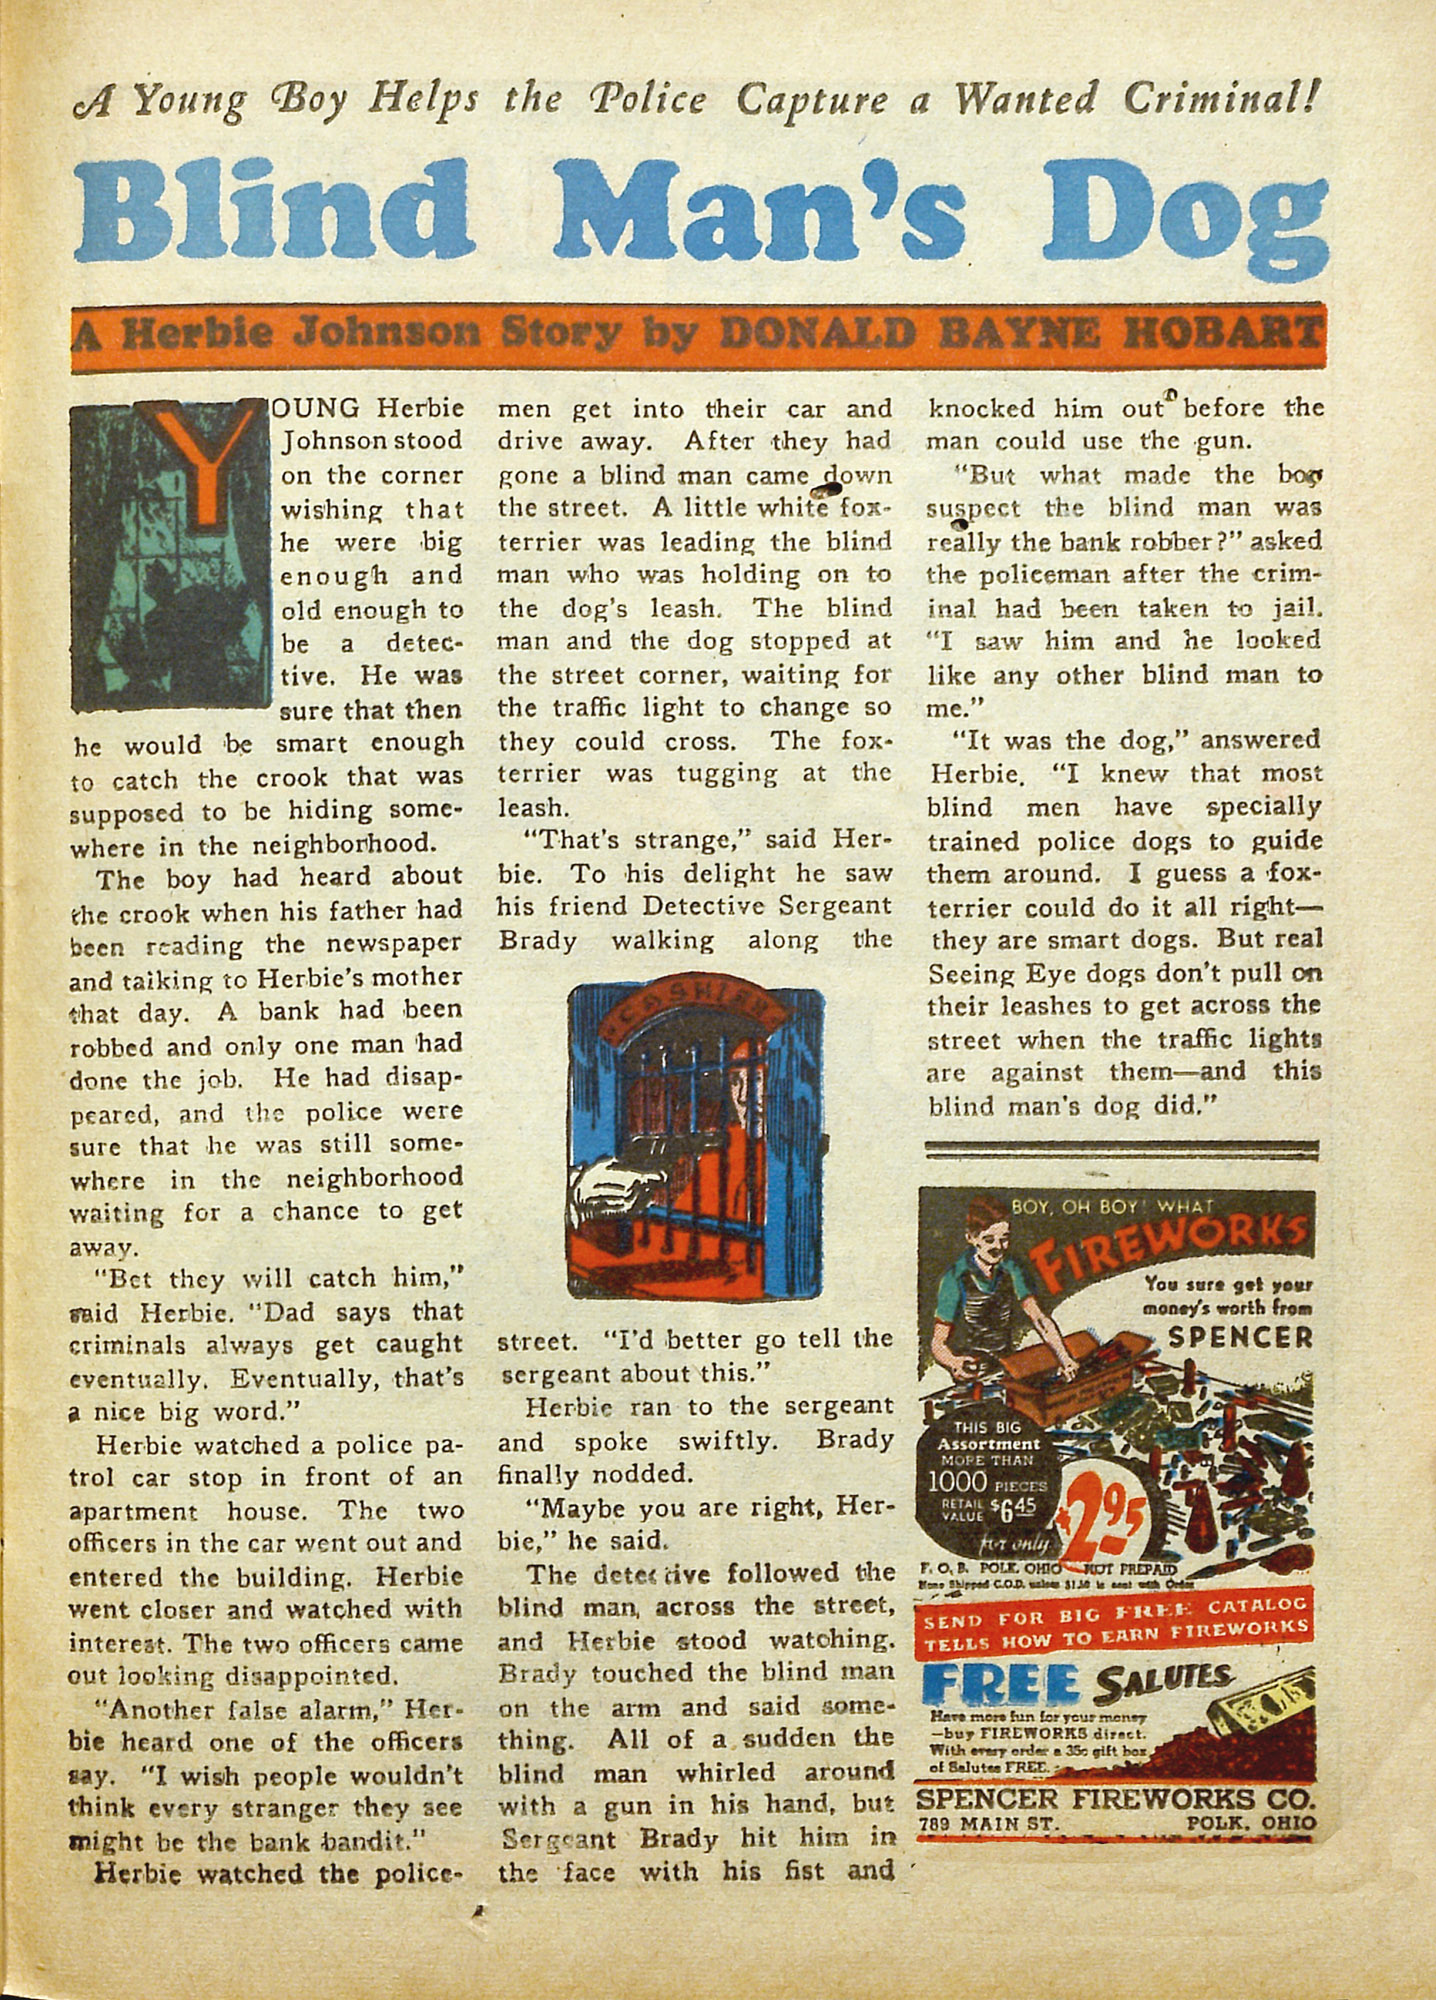 A Young Boy Helps the Police Capture a Wanted Criminal!
Blind Man's Dog
A Herbie Johnson Story by DONALD BAYNE HOBART
YOUNG Herbie
Johnson stood
on the corner
wishing that
he were big
enough and
old enough to
be a detec-
tive. He was
sure that then
he would be smart enough
to catch the crook that was
supposed to be hiding some-
where in the neighborhood.
The boy had heard about
the crook when his father had
been reading the newspaper
and talking to Herbie's mother
that day. A bank had been
robbed and only one man had
done the job. He had disap-
peared, and the police were
sure that he was still some-
where in the neighborhood
waiting for a chance to get
away.
"Bet they will catch him,"
said Herbie. "Dad says that
criminals always get caught
eventually. Eventually, that's
a nice big word."
Herbie watched a police pa-
trol car stop in front of an
apartment house. The two
officers in the car went out and
entered the building. Herbie
went closer and watched with
interest. The two officers came
out looking disappointed.
"Another false alarm," Her-
bie heard one of the officers
say. "I wish people wouldn't
think every stranger they see
might be the bank bandit."
Herbie watched the police-
men get into their car and
drive away. After they had
gone a blind man came down
the street. A little white fox-
terrier was leading the blind
man who was holding on to
the dog's leash. The blind
man and the dog stopped at
the street corner, waiting for
the traffic light to change so
they could cross. The fox-
terrier was tugging at the
leash.
"That's strange," said Her-
bie. To his delight he saw
his friend Detective Sergeant
Brady walking along the
CASHIER
street. "I'd better go tell the
sergeant about this."
Herbie ran to the sergeant
and spoke swiftly. Brady
finally nodded.
"Maybe you are right, Her-
bie," he said.
The detective followed the
blind man, across the street,
and Herbie stood watching.
Brady touched the blind man
on the arm and said some-
thing. All of a sudden the
blind man whirled around
with a gun in his hand, but
Sergeant Brady hit him in
the face with his fist and
knocked him out before the
man could use the gun.
"But what made the boy
suspect the blind man was
really the bank robber?" asked
the policeman after the crim-
inal had been taken to jail.
"I saw him and he looked
like any other blind man to
me."
"It was the dog," answered
Herbie. "I knew that most
blind men have specially
trained police dogs to guide
them around. I guess a fox-
terrier could do it all right—
they are smart dogs. But real
Seeing Eye dogs don't pull on
their leashes to get across the
street when the traffic lights
are against them—and this
blind man's dog did."
BOY, OH BOY! WHAT
FIREWORKS
You sure get your
money's worth from
SPENCER
THIS BIG
Assortment
MORE THAN
1000 PIECES
RETAIL VALUE $6.45
for only
$2.95
F. O. B. POLK, OHIO NOT PREPAID
None Shipped C.O.D. unless $1.50 is sent with Order
SEND FOR BIG FREE CATALOG
TELLS HOW TO EARN FIREWORKS
FREE SALUTES
Have more fun for your money
—buy FIREWORKS direct.
With every order a 35c gift box
of Salutes FREE.
SPENCER FIREWORKS CO.
789 MAIN ST. POLK, OHIO